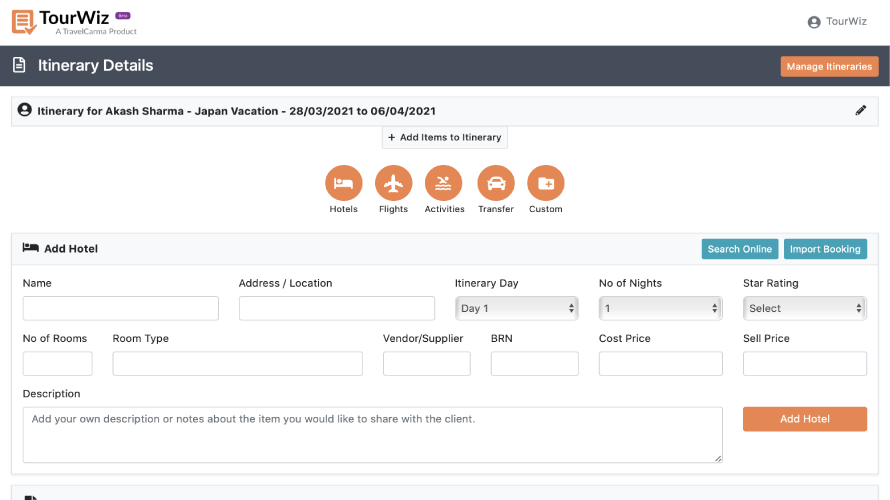 TourWiz Beta
A TravelCarma Product
TourWiz
Itinerary Details
Manage Itineraries
Itinerary for Akash Sharma - Japan Vacation - 28/03/2021 to 06/04/2021
+ Add Items to Itinerary
Hotels Flights Activities Transfer Custom
Add Hotel Search Online Import Booking
Name Address / Location Itinerary Day No of Nights Star Rating
Day 1 1 Select
No of Rooms Room Type Vendor/Supplier BRN Cost Price Sell Price
Description
Add your own description or notes about the item you would like to share with the client.
Add Hotel